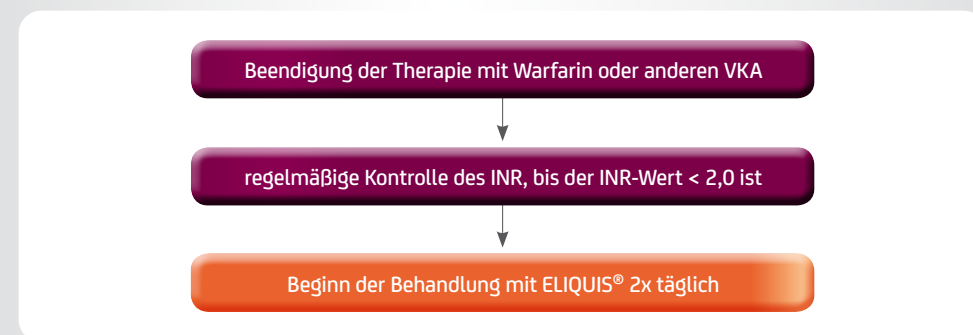 Beendigung der Therapie mit Warfarin oder anderen VKA
regelmäßige Kontrolle des INR, bis der INR-Wert < 2,0 ist
Beginn der Behandlung mit ELIQUIS® 2x täglich